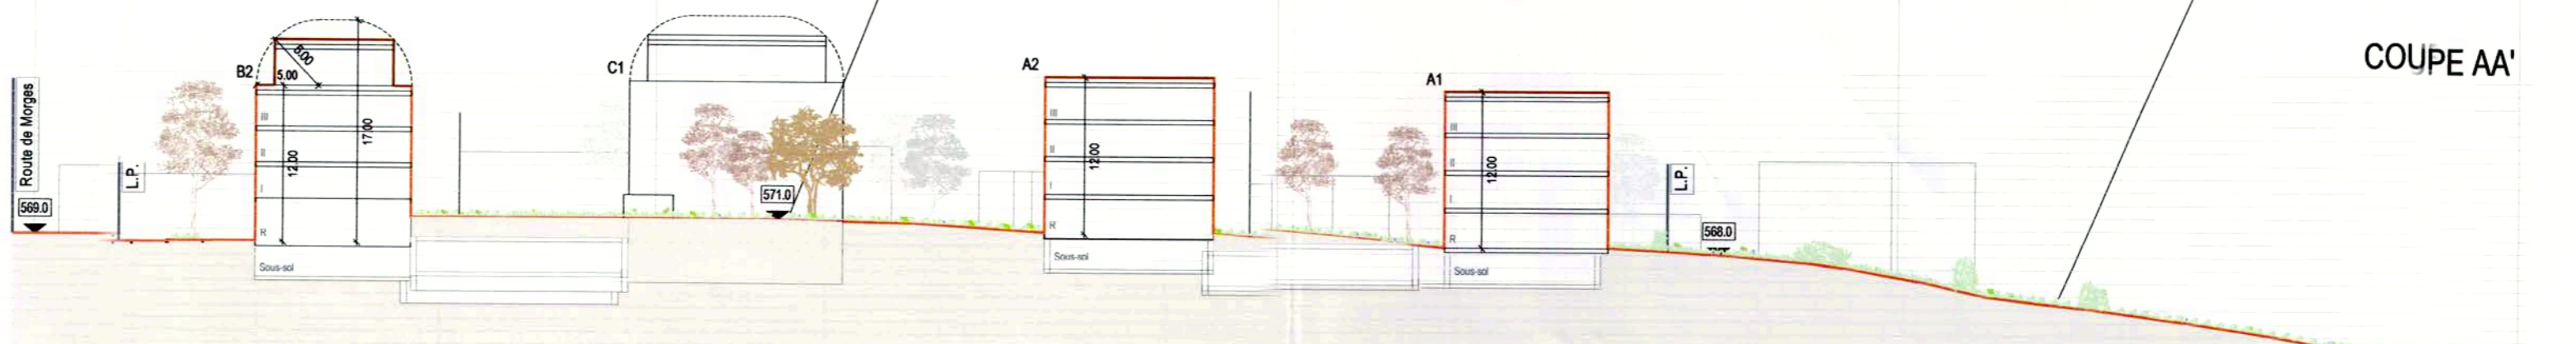 COUPE AA'
Route de Morges
569.0
L.P.
B2
5.00
5.00
17.00
12.00
III
II
I
R
Sous-sol
C1
571.0
A2
12.00
III
II
I
R
Sous-sol
A1
12.00
III
II
I
R
Sous-sol
L.P.
568.0